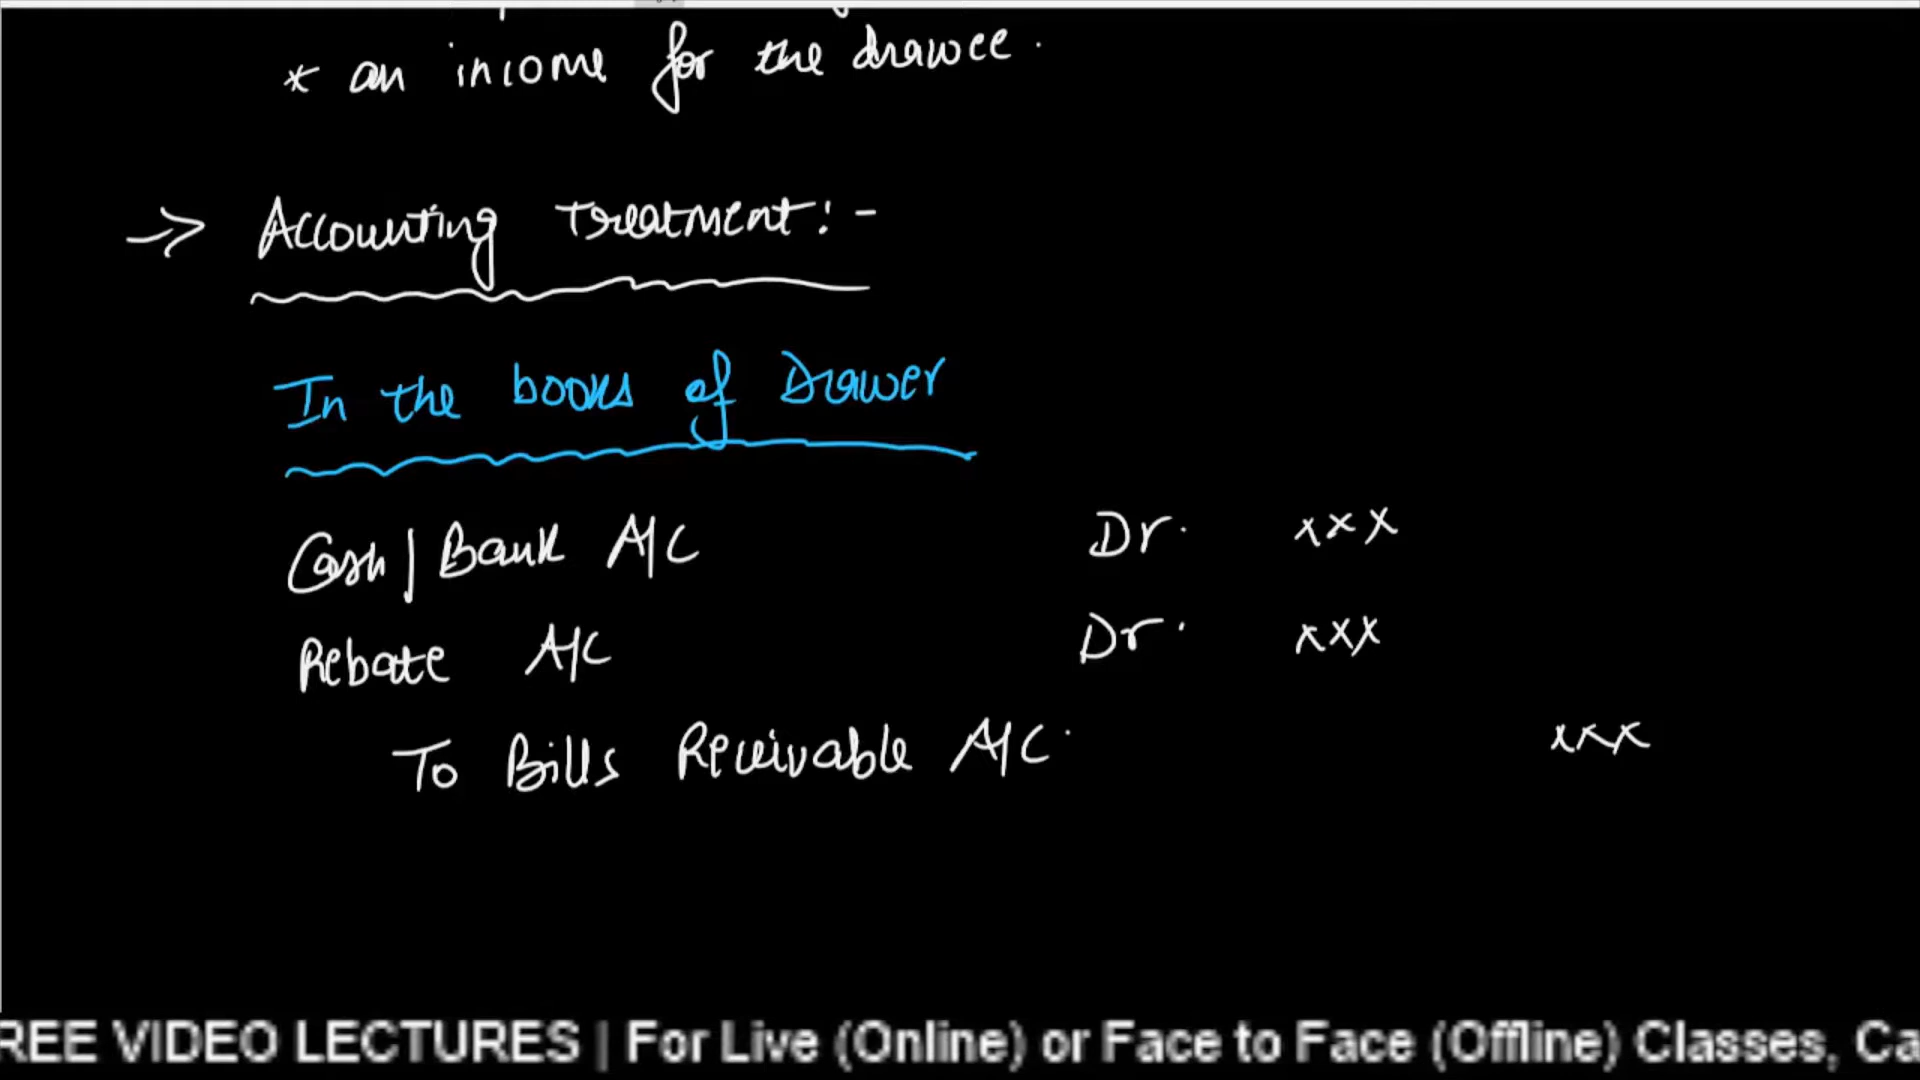 * an income for the drawee.
→ Accounting Treatment:-
In the books of Drawer
Cash/Bank A/C Dr. xxx
Rebate A/C Dr. xxx
To Bills Receivable A/C. xxx
REE VIDEO LECTURES | For Live (Online) or Face to Face (Offline) Classes, Ca